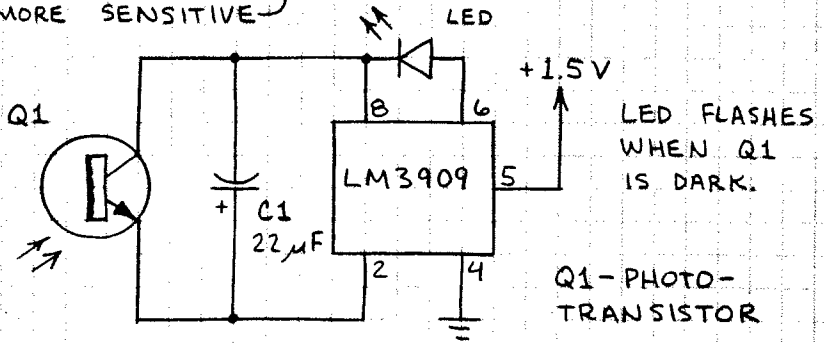 MORE SENSITIVE
LED
+1.5V
Q1
8
6
LED FLASHES
WHEN Q1
IS DARK.
LM3909
5
+
C1
22µF
2
4
Q1-PHOTO-
TRANSISTOR